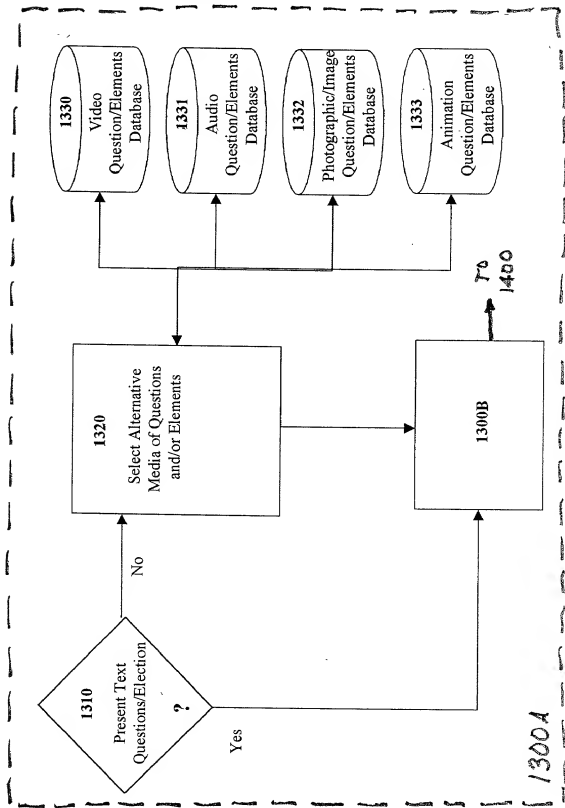 1310
Present Text
Questions/Election
?
No
Yes
1320
Select Alternative
Media of Questions
and/or Elements
1330
Video
Question/Elements
Database
1331
Audio
Question/Elements
Database
1332
Photographic/Image
Question/Elements
Database
1333
Animation
Question/Elements
Database
1300B
TO
1400
1300A